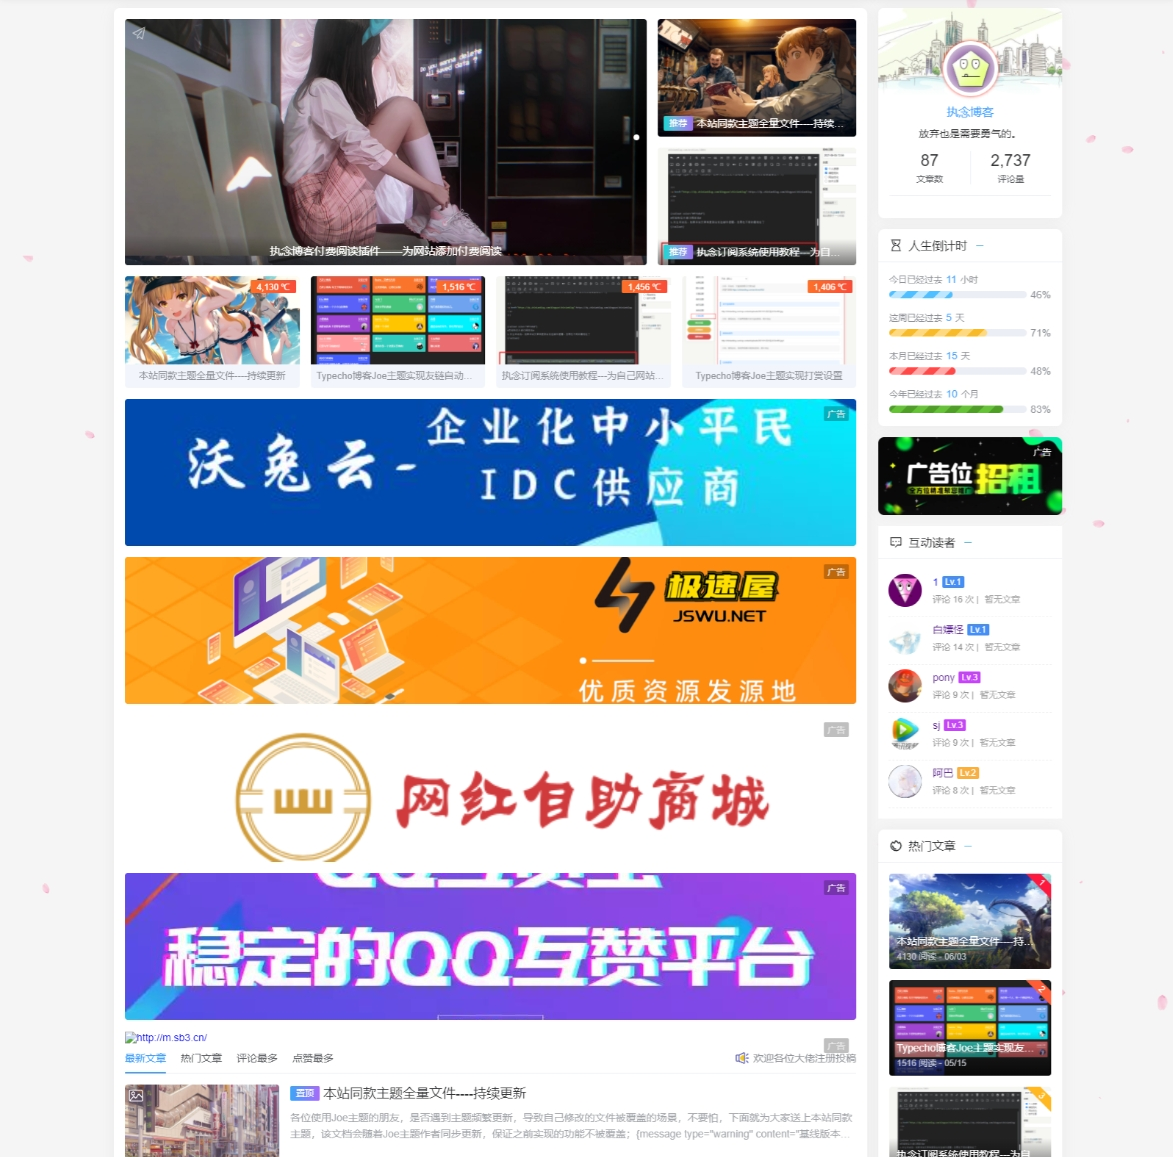 Do you wanna delete
all saved data ?
执念博客付费阅读插件——为网站添加付费阅读
推荐 本站同款主题全量文件----持续...
推荐 执念订阅系统使用教程---为自...
4,130 ℃
本站同款主题全量文件----持续更新
1,516 ℃
Typecho博客Joe主题实现友链自动...
1,456 ℃
执念订阅系统使用教程---为自己网站...
1,406 ℃
Typecho博客Joe主题实现打赏设置
广告
沃兔云-
企业化中小平民
IDC供应商
广告
极速屋
JSWU.NET
优质资源发源地
广告
网红自助商城
广告
稳定的QQ互赞平台
http://m.sb3.cn/
广告
最新文章 热门文章 评论最多 点赞最多
欢迎各位大佬注册投稿
置顶 本站同款主题全量文件----持续更新
各位使用Joe主题的朋友，是否遇到主题频繁更新，导致自己修改的文件被覆盖的场景，不要怕，下面就为大家送上本站同款
主题，该文档会随着Joe主题作者同步更新，保证之前实现的功能不被覆盖；{message type="warning" content="基线版本...
执念博客
放弃也是需要勇气的。
87 2,737
文章数 评论量
人生倒计时
今日已经过去 11 小时
46%
这周已经过去 5 天
71%
本月已经过去 15 天
48%
今年已经过去 10 个月
83%
广告
广告位招租
互动读者
1 Lv.1
评论 16 次 | 暂无文章
白嫖怪 Lv.1
评论 14 次 | 暂无文章
pony Lv.3
评论 9 次 | 暂无文章
sj Lv.3
评论 9 次 | 暂无文章
阿巴 Lv.2
评论 8 次 | 暂无文章
热门文章
1
本站同款主题全量文件----持...
4130 阅读 - 06/03
2
Typecho博客Joe主题实现友...
1516 阅读 - 05/15
3
执念订阅系统使用教程---为自